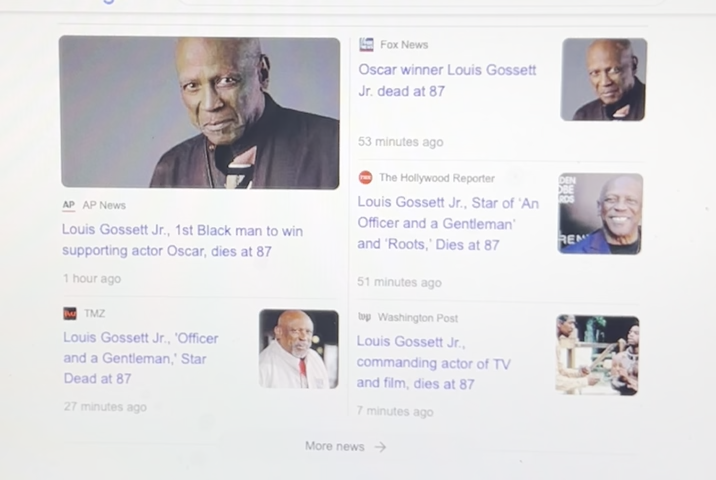 AP AP News
Louis Gossett Jr., 1st Black man to win
supporting actor Oscar, dies at 87
1 hour ago
Fox News
Oscar winner Louis Gossett
Jr. dead at 87
53 minutes ago
The Hollywood Reporter
Louis Gossett Jr., Star of ‘An
Officer and a Gentleman’
and ‘Roots,’ Dies at 87
51 minutes ago
TMZ
Louis Gossett Jr., 'Officer
and a Gentleman,' Star
Dead at 87
27 minutes ago
wp Washington Post
Louis Gossett Jr.,
commanding actor of TV
and film, dies at 87
7 minutes ago
More news